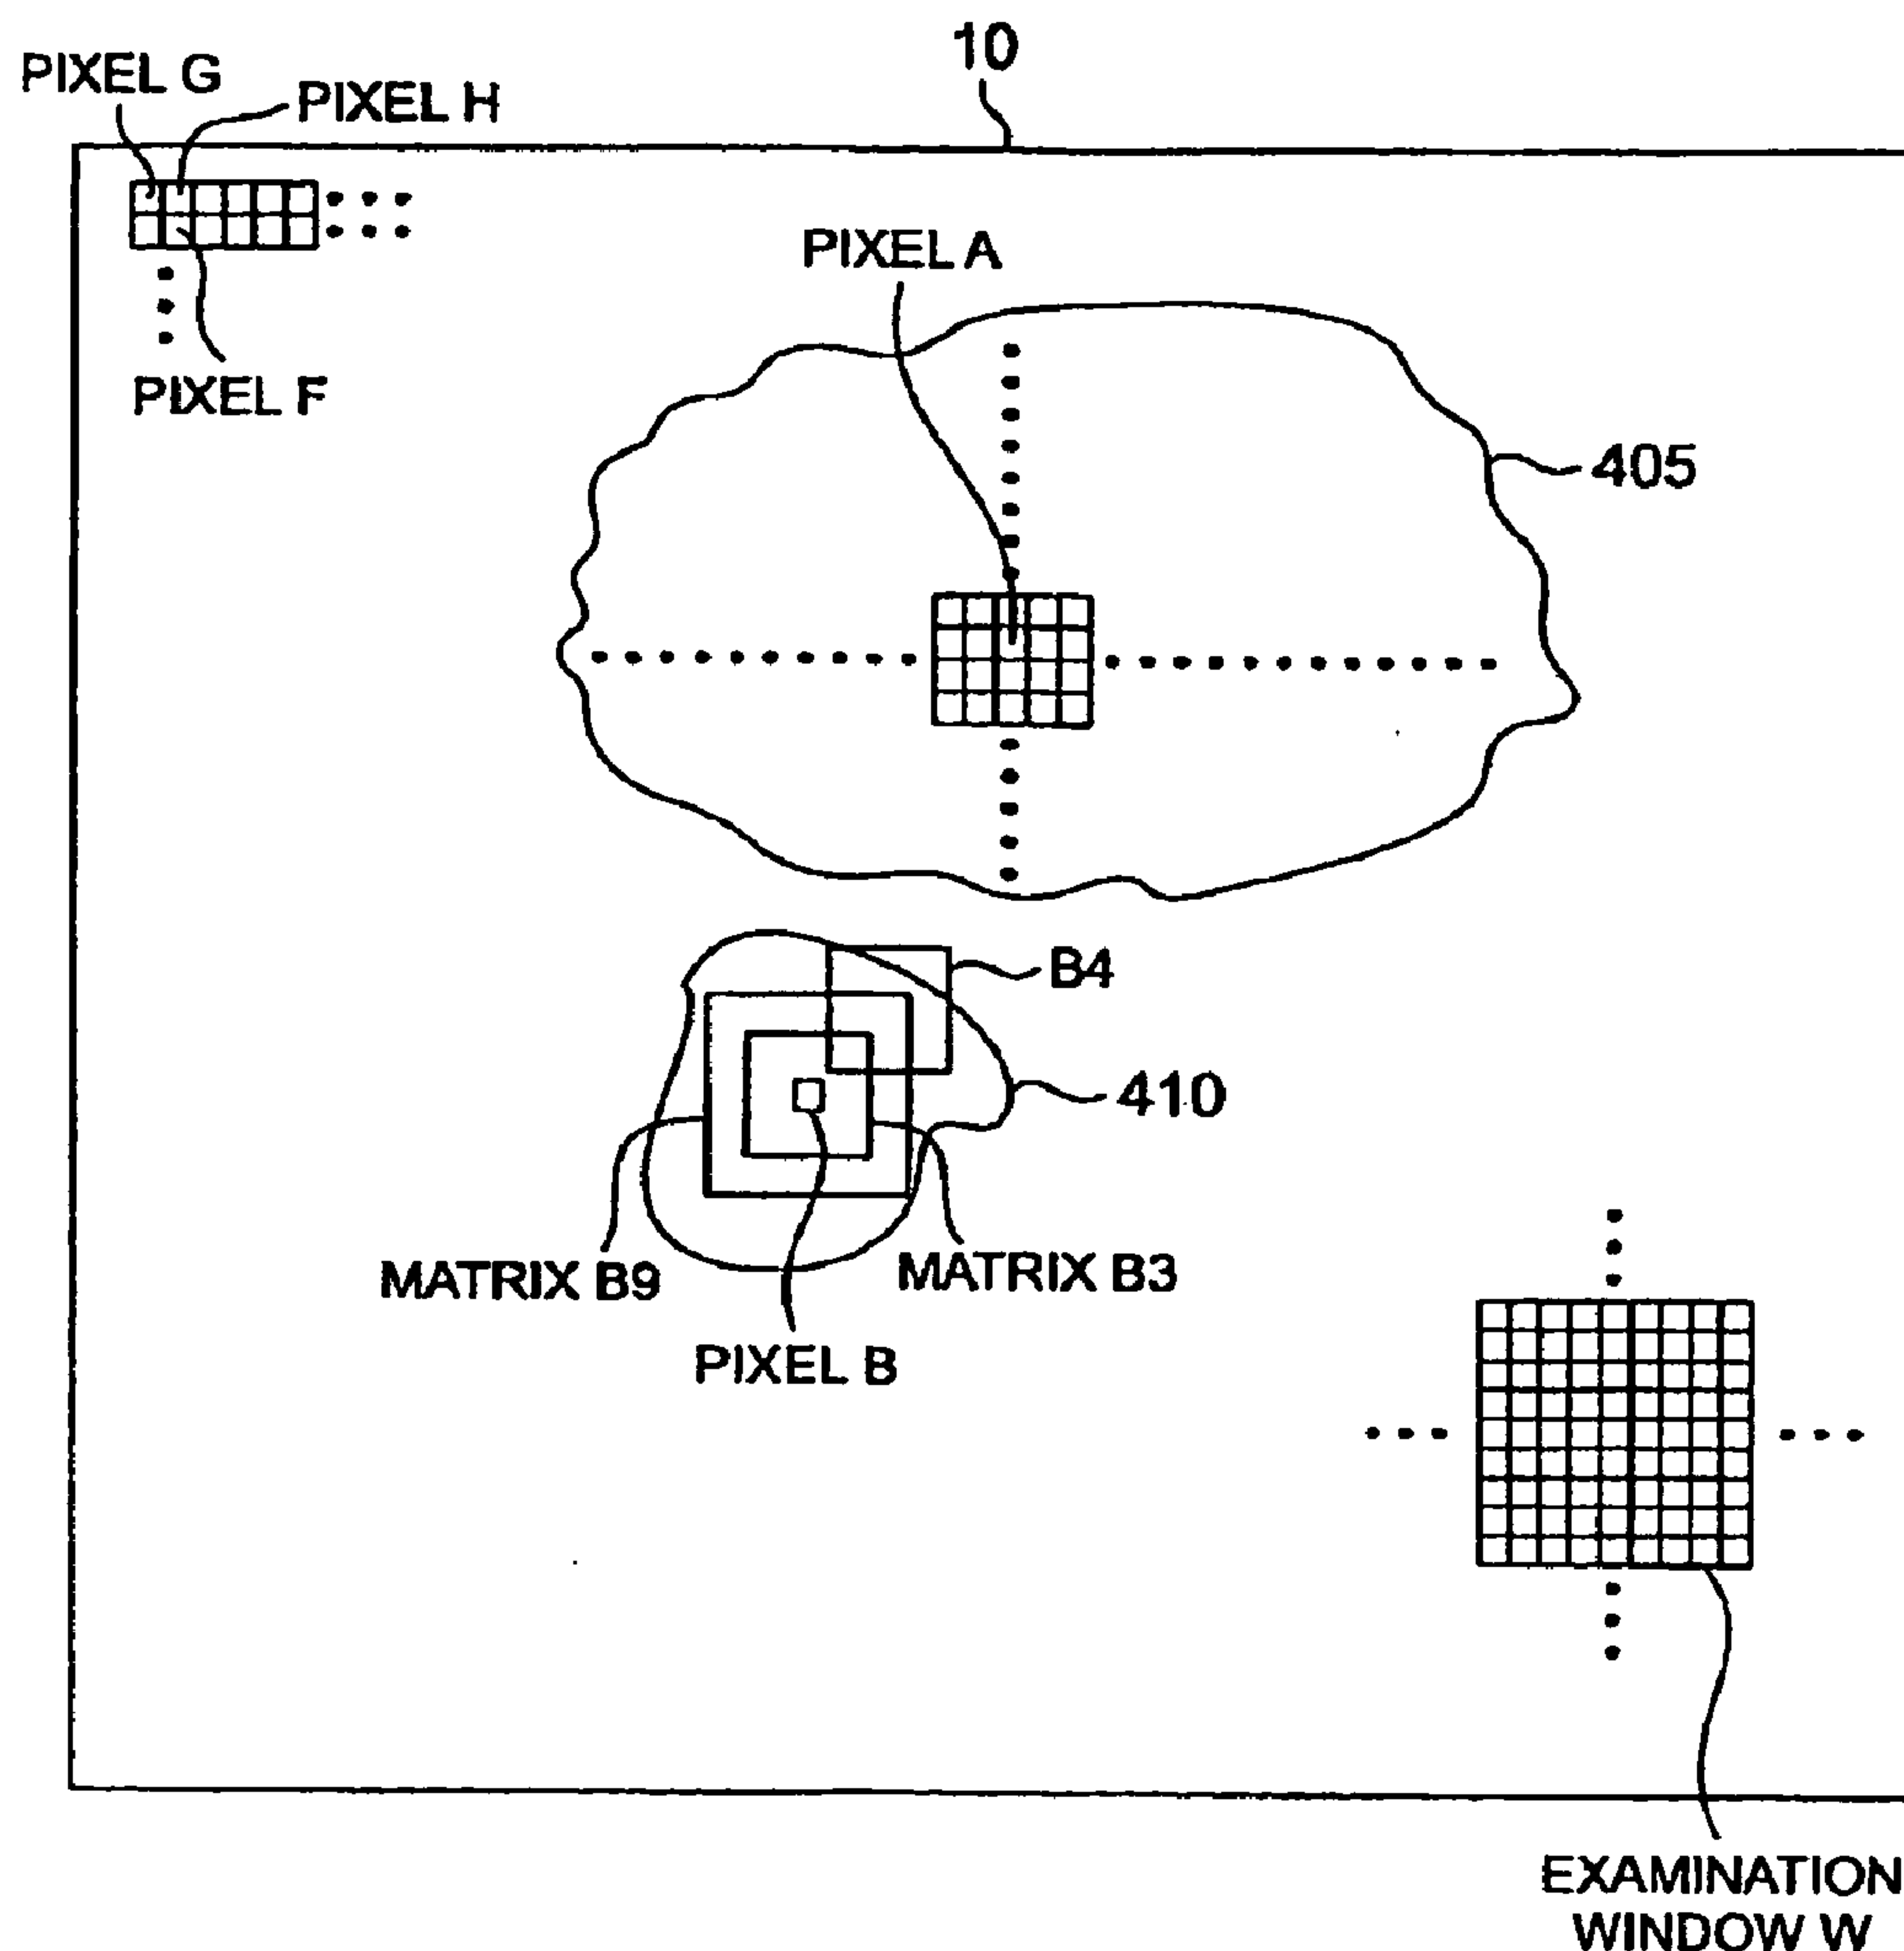 10
PIXEL G
PIXEL H
PIXEL A
PIXEL F
405
B4
410
MATRIX B9
MATRIX B3
PIXEL B
EXAMINATION
WINDOW W